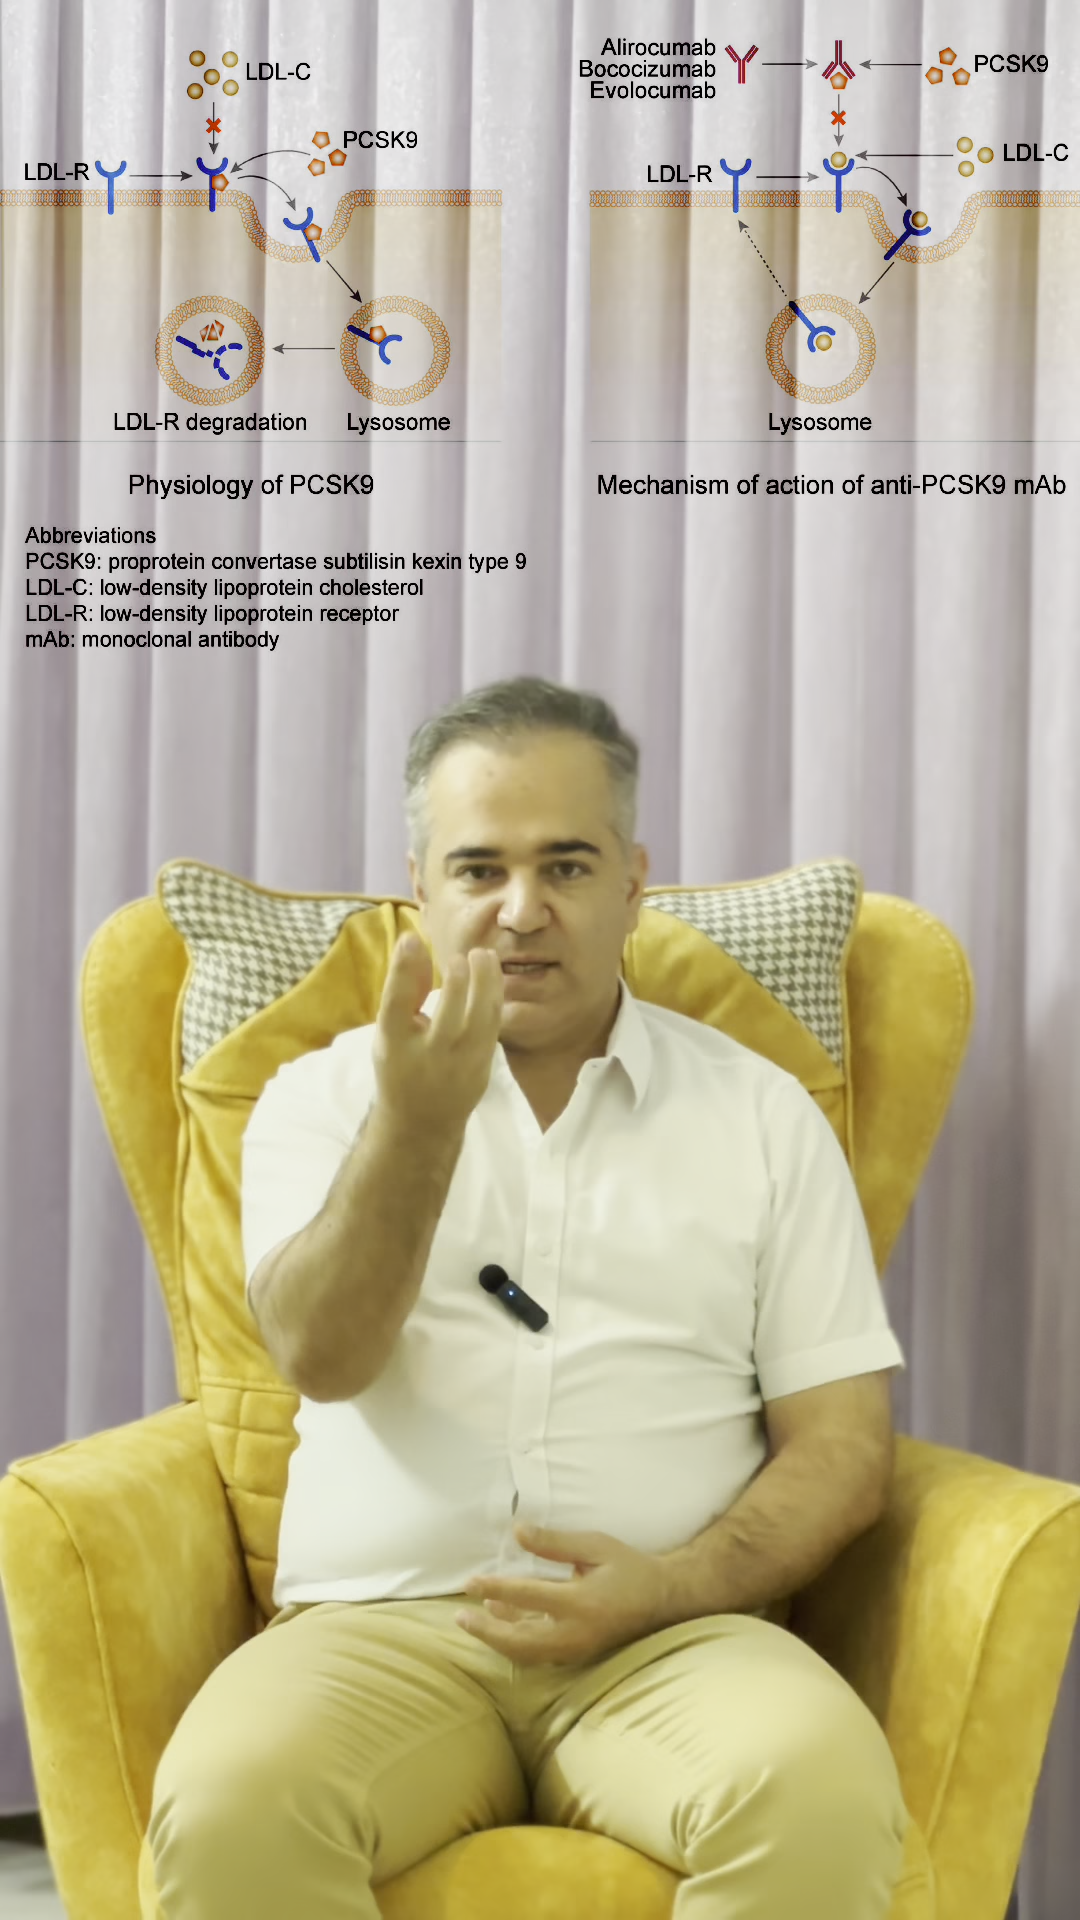 LDL-C
PCSK9
LDL-R
LDL-R degradation
Lysosome
Physiology of PCSK9
Alirocumab
Bococizumab
Evolocumab
PCSK9
LDL-C
LDL-R
Lysosome
Mechanism of action of anti-PCSK9 mAb
Abbreviations
PCSK9: proprotein convertase subtilisin kexin type 9
LDL-C: low-density lipoprotein cholesterol
LDL-R: low-density lipoprotein receptor
mAb: monoclonal antibody